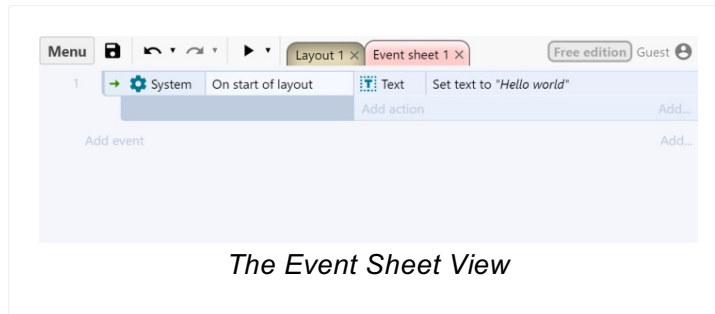 Menu Layout 1 × Event sheet 1 × Free edition Guest
1 System On start of layout T Text Set text to "Hello world"
Add action Add...
Add event Add...
The Event Sheet View